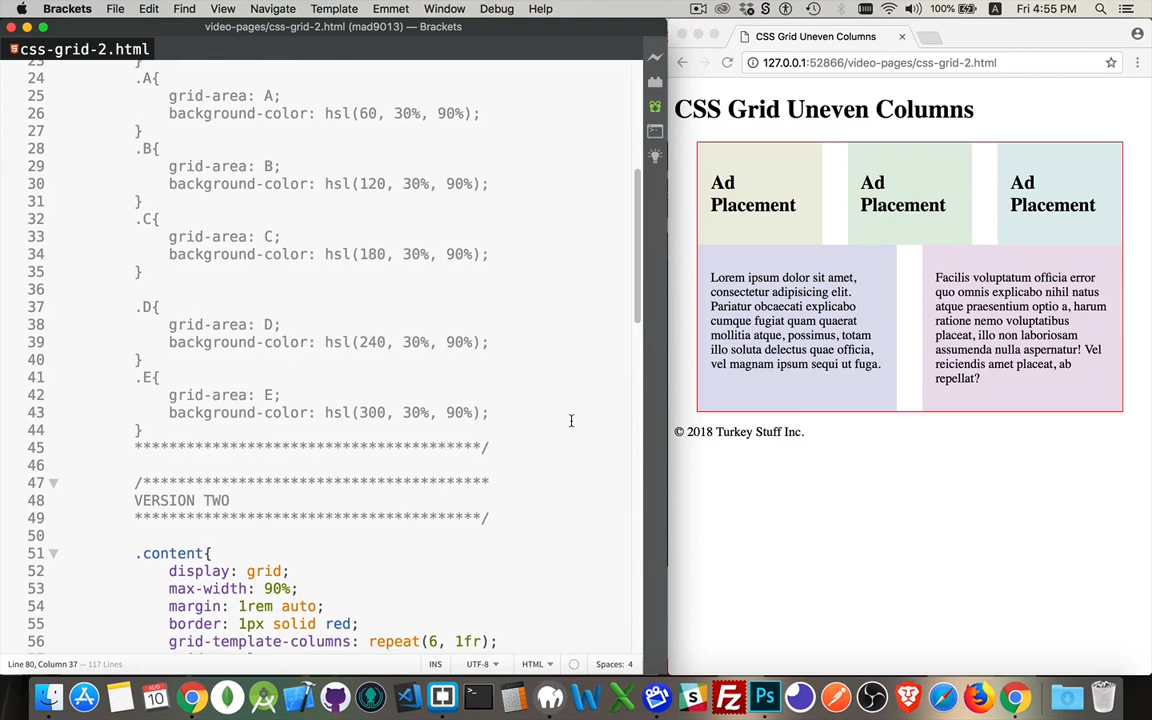 Brackets File Edit Find View Navigate Template Emmet Window Debug Help 100% Fri 4:55 PM
video-pages/css-grid-2.html (mad9013) — Brackets
css-grid-2.html
23 }
24 .A{
25 grid-area: A;
26 background-color: hsl(60, 30%, 90%);
27 }
28 .B{
29 grid-area: B;
30 background-color: hsl(120, 30%, 90%);
31 }
32 .C{
33 grid-area: C;
34 background-color: hsl(180, 30%, 90%);
35 }
36
37 .D{
38 grid-area: D;
39 background-color: hsl(240, 30%, 90%);
40 }
41 .E{
42 grid-area: E;
43 background-color: hsl(300, 30%, 90%);
44 }
45 ****************************************/
46
47 /****************************************
48 VERSION TWO
49 ****************************************/
50
51 .content{
52 display: grid;
53 max-width: 90%;
54 margin: 1rem auto;
55 border: 1px solid red;
56 grid-template-columns: repeat(6, 1fr);
Line 80, Column 37 — 117 Lines
INS UTF-8 HTML Spaces: 4
CSS Grid Uneven Columns
127.0.0.1:52866/video-pages/css-grid-2.html
CSS Grid Uneven Columns
Ad
Placement
Ad
Placement
Ad
Placement
Lorem ipsum dolor sit amet,
consectetur adipisicing elit.
Pariatur obcaecati explicabo
cumque fugiat quam quaerat
mollitia atque, possimus, totam
illo soluta delectus quae officia,
vel magnam ipsum sequi ut fuga.
Facilis voluptatum officia error
quo omnis explicabo nihil natus
atque praesentium optio a, harum
ratione nemo voluptatibus
placeat, illo non laboriosam
assumenda nulla aspernatur! Vel
reiciendis amet placeat, ab
repellat?
© 2018 Turkey Stuff Inc.
AUG
10